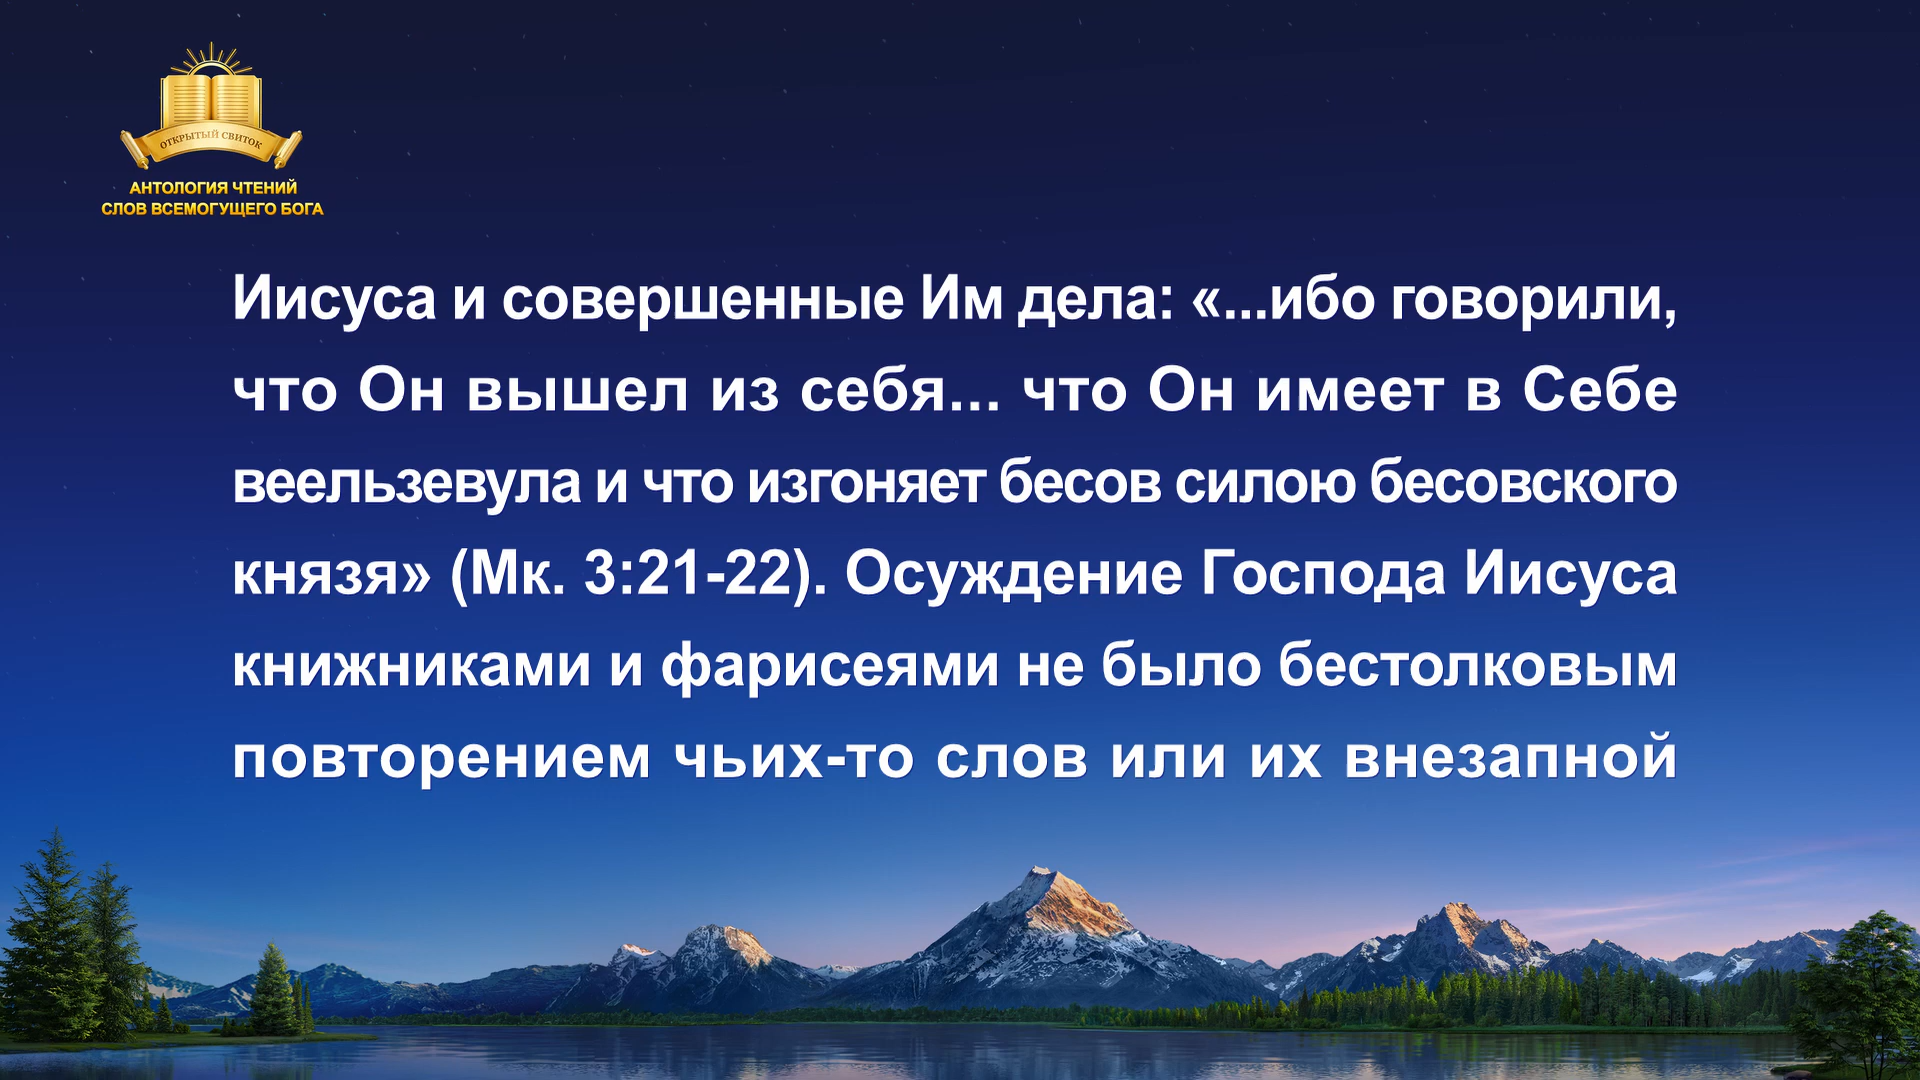 ОТКРЫТЫЙ СВИТОК
АНТОЛОГИЯ ЧТЕНИЙ
СЛОВ ВСЕМОГУЩЕГО БОГА
Иисуса и совершенные Им дела: «...ибо говорили,
что Он вышел из себя... что Он имеет в Себе
веельзевула и что изгоняет бесов силою бесовского
князя» (Мк. 3:21-22). Осуждение Господа Иисуса
книжниками и фарисеями не было бестолковым
повторением чьих-то слов или их внезапной